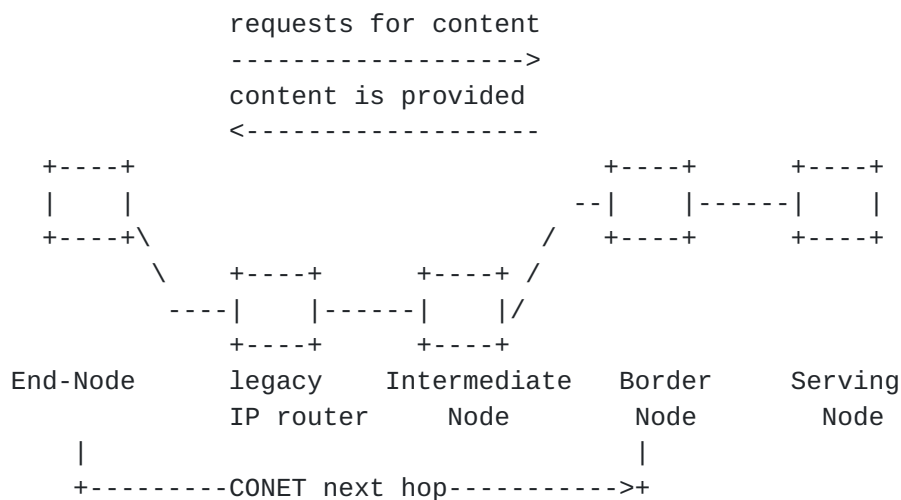 requests for content
------------------->
content is provided
<-------------------
End-Node legacy Intermediate Border Serving
IP router Node Node Node
+---------CONET next hop----------->+